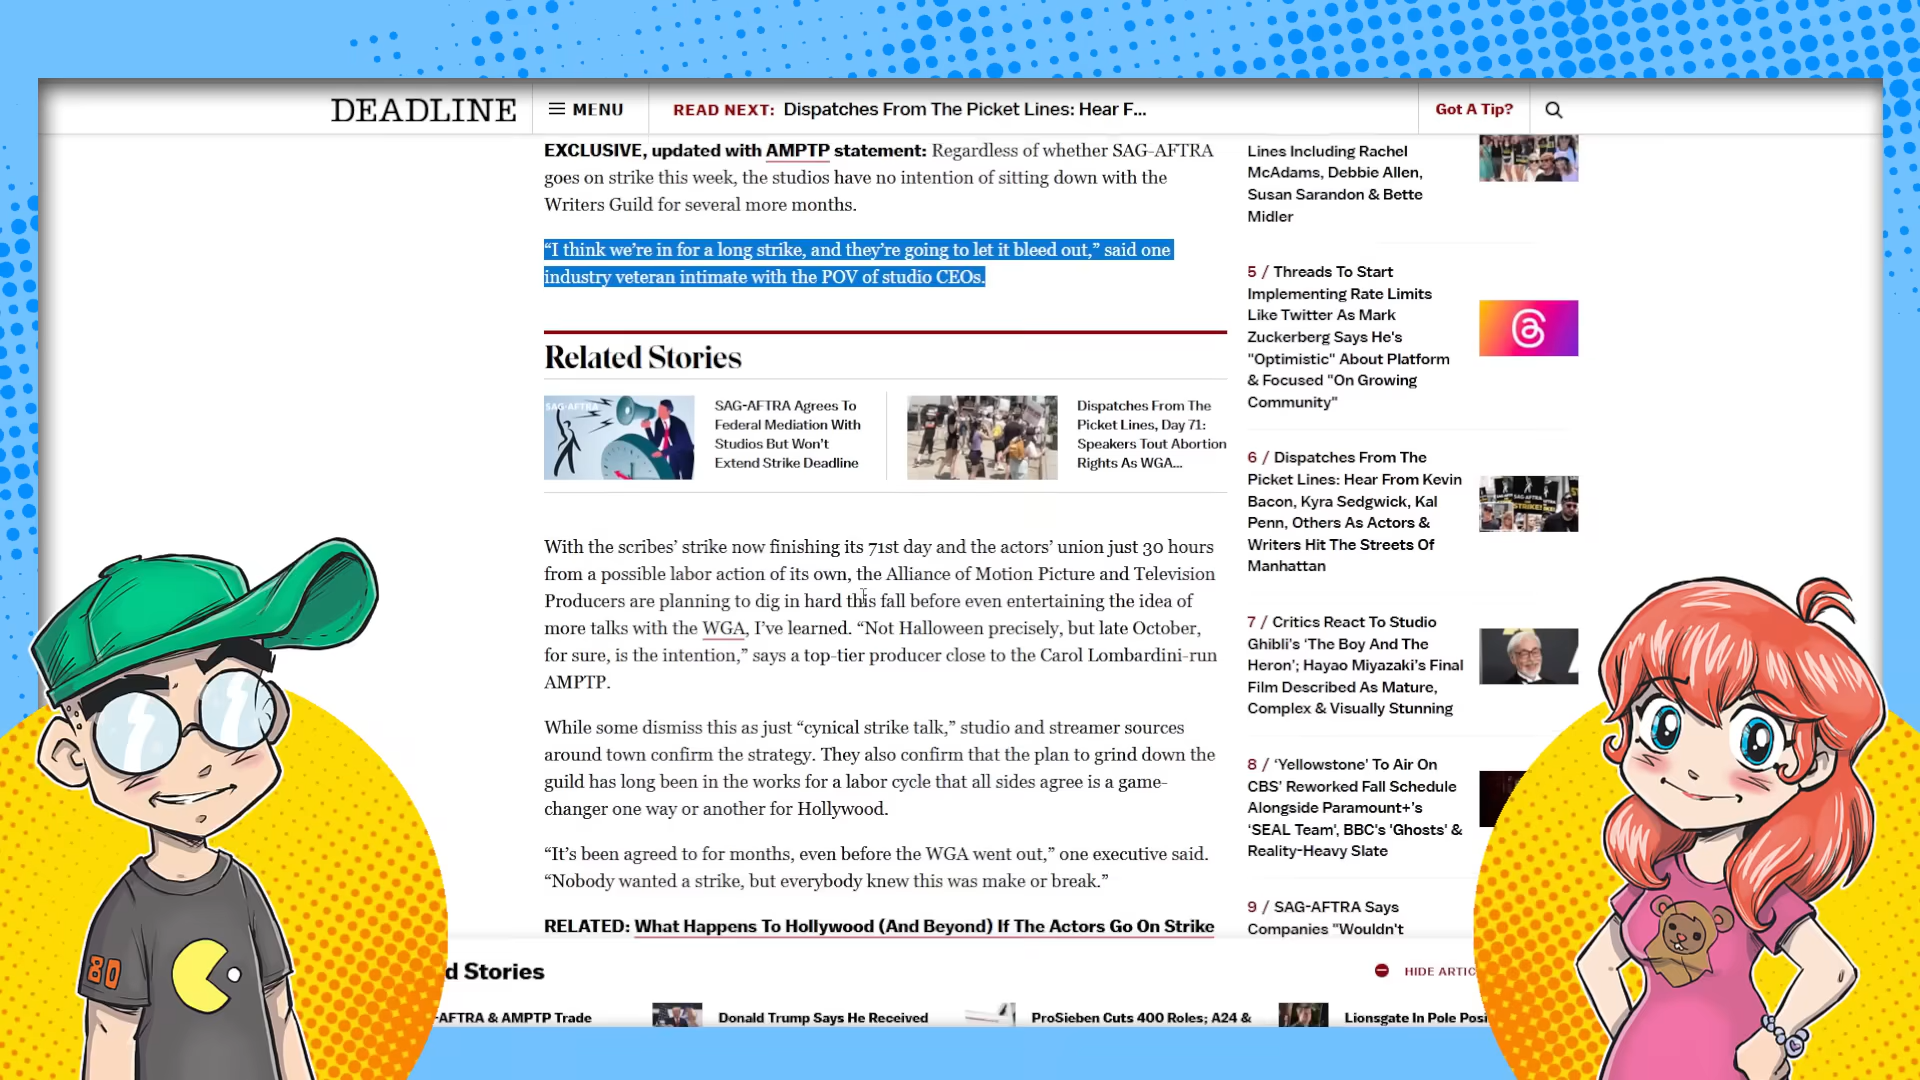 DEADLINE
MENU
READ NEXT: Dispatches From The Picket Lines: Hear F...
Got A Tip?
EXCLUSIVE, updated with AMPTP statement: Regardless of whether SAG-AFTRA
goes on strike this week, the studios have no intention of sitting down with the
Writers Guild for several more months.
“I think we’re in for a long strike, and they’re going to let it bleed out,” said one
industry veteran intimate with the POV of studio CEOs.
Related Stories
SAG-AFTRA
SAG-AFTRA Agrees To
Federal Mediation With
Studios But Won't
Extend Strike Deadline
Dispatches From The
Picket Lines, Day 71:
Speakers Tout Abortion
Rights As WGA...
With the scribes’ strike now finishing its 71st day and the actors’ union just 30 hours
from a possible labor action of its own, the Alliance of Motion Picture and Television
Producers are planning to dig in hard this fall before even entertaining the idea of
more talks with the WGA, I’ve learned. “Not Halloween precisely, but late October,
for sure, is the intention,” says a top-tier producer close to the Carol Lombardini-run
AMPTP.
While some dismiss this as just “cynical strike talk,” studio and streamer sources
around town confirm the strategy. They also confirm that the plan to grind down the
guild has long been in the works for a labor cycle that all sides agree is a game-
changer one way or another for Hollywood.
“It’s been agreed to for months, even before the WGA went out,” one executive said.
“Nobody wanted a strike, but everybody knew this was make or break.”
RELATED: What Happens To Hollywood (And Beyond) If The Actors Go On Strike
Lines Including Rachel
McAdams, Debbie Allen,
Susan Sarandon & Bette
Midler
5 / Threads To Start
Implementing Rate Limits
Like Twitter As Mark
Zuckerberg Says He's
"Optimistic" About Platform
& Focused "On Growing
Community"
6 / Dispatches From The
Picket Lines: Hear From Kevin
Bacon, Kyra Sedgwick, Kal
Penn, Others As Actors &
Writers Hit The Streets Of
Manhattan
7 / Critics React To Studio
Ghibli's ‘The Boy And The
Heron’; Hayao Miyazaki's Final
Film Described As Mature,
Complex & Visually Stunning
8 / ‘Yellowstone’ To Air On
CBS’ Reworked Fall Schedule
Alongside Paramount+’s
‘SEAL Team’, BBC's ‘Ghosts’ &
Reality-Heavy Slate
9 / SAG-AFTRA Says
Companies "Wouldn't
d Stories
HIDE ARTIC
-AFTRA & AMPTP Trade
Donald Trump Says He Received
ProSieben Cuts 400 Roles; A24 &
Lionsgate In Pole Posi
80